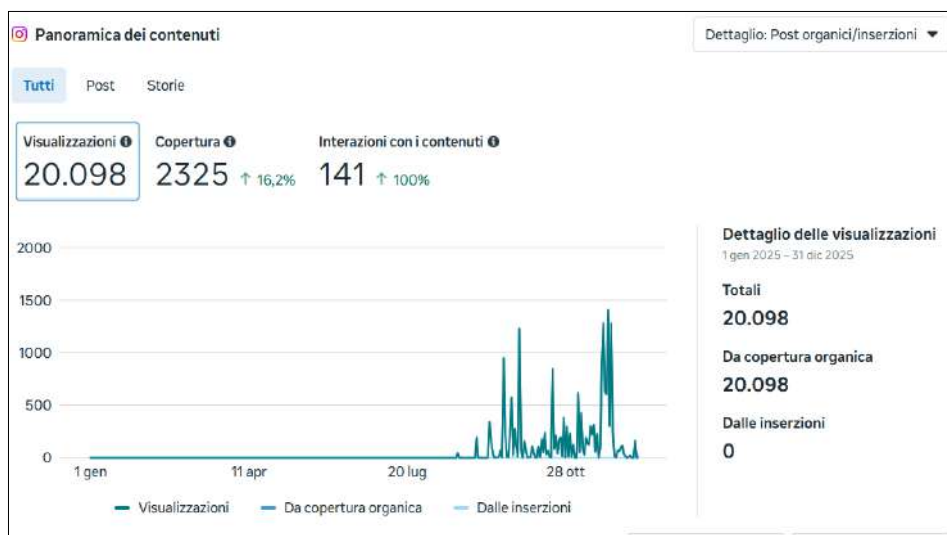 Panoramica dei contenuti
Dettaglio: Post organici/inserzioni
Tutti Post Storie
Visualizzazioni Copertura Interazioni con i contenuti
20.098 2325 ↑ 16,2% 141 ↑ 100%
Dettaglio delle visualizzazioni
1 gen 2025 – 31 dic 2025
Totali
20.098
Da copertura organica
20.098
Dalle inserzioni
0
2000
1500
1000
500
0
1 gen 11 apr 20 lug 28 ott
Visualizzazioni Da copertura organica Dalle inserzioni